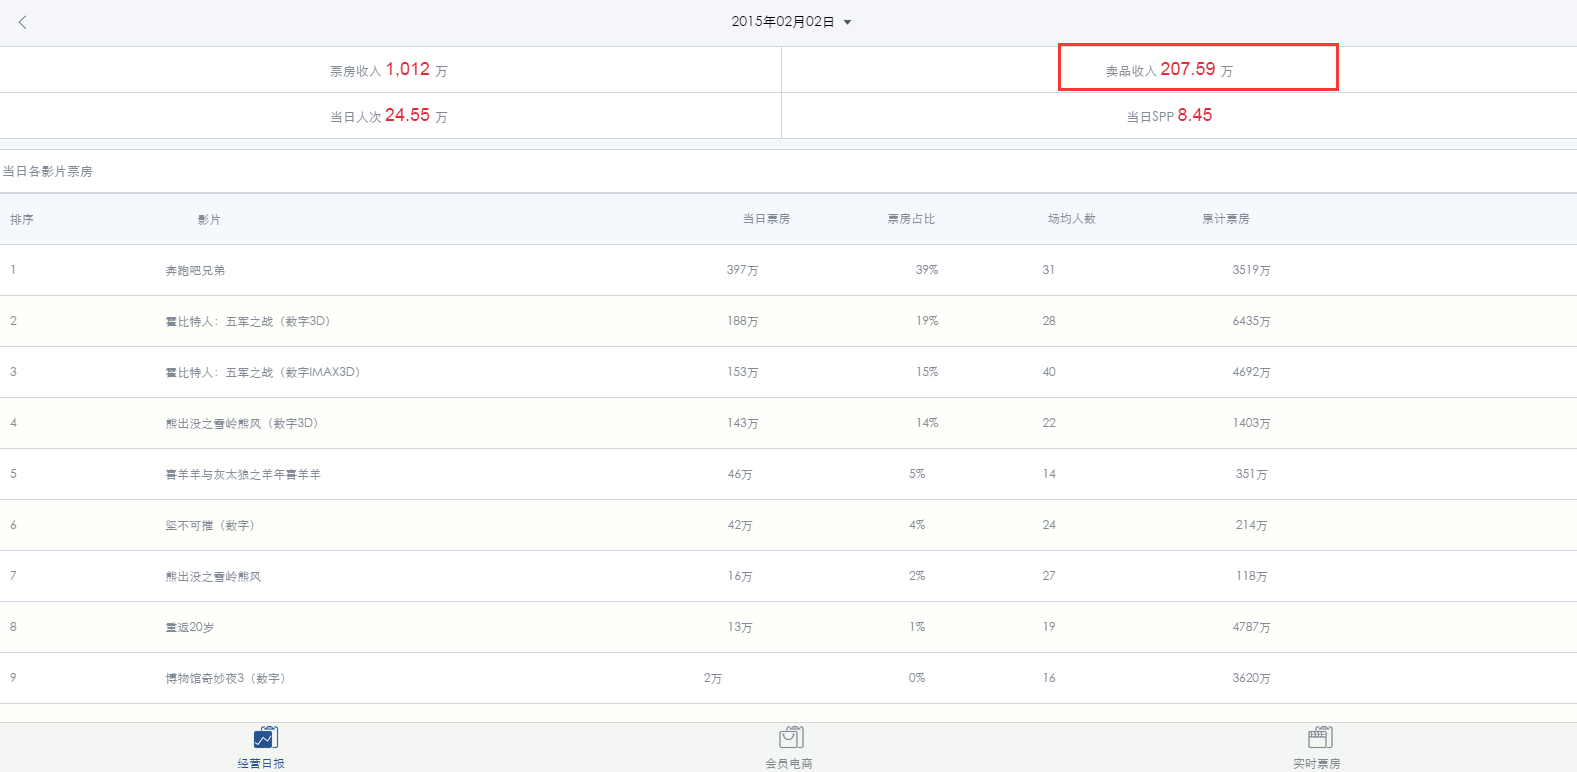 2015年02月02日
票房收入 1,012 万
卖品收入 207.59 万
当日人次 24.55 万
当日SPP 8.45
当日各影片票房
排序 影片 当日票房 票房占比 场均人数 累计票房
1 奔跑吧兄弟 397万 39% 31 3519万
2 霍比特人：五军之战（数字3D） 188万 19% 28 6435万
3 霍比特人：五军之战（数字IMAX3D） 153万 15% 40 4692万
4 熊出没之雪岭熊风（数字3D） 143万 14% 22 1403万
5 喜羊羊与灰太狼之羊年喜羊羊 46万 5% 14 351万
6 坚不可摧（数字） 42万 4% 24 214万
7 熊出没之雪岭熊风 16万 2% 27 118万
8 重返20岁 13万 1% 19 4787万
9 博物馆奇妙夜3（数字） 2万 0% 16 3620万
经营日报 会员电商 实时票房